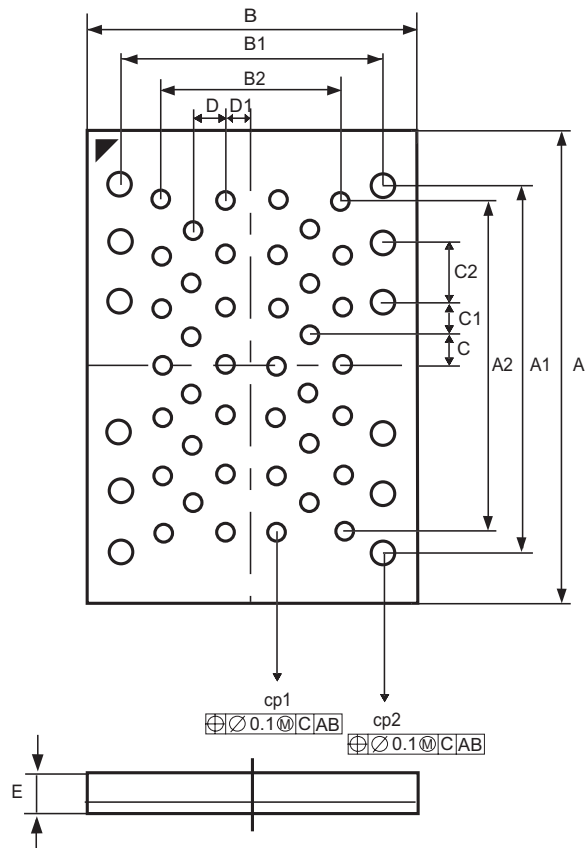 B
B1
B2
D D1
C2
C1
C
A2 A1 A
cp1
⌖ ∅ 0.1 Ⓜ C AB
cp2
⌖ ∅ 0.1 Ⓜ C AB
E